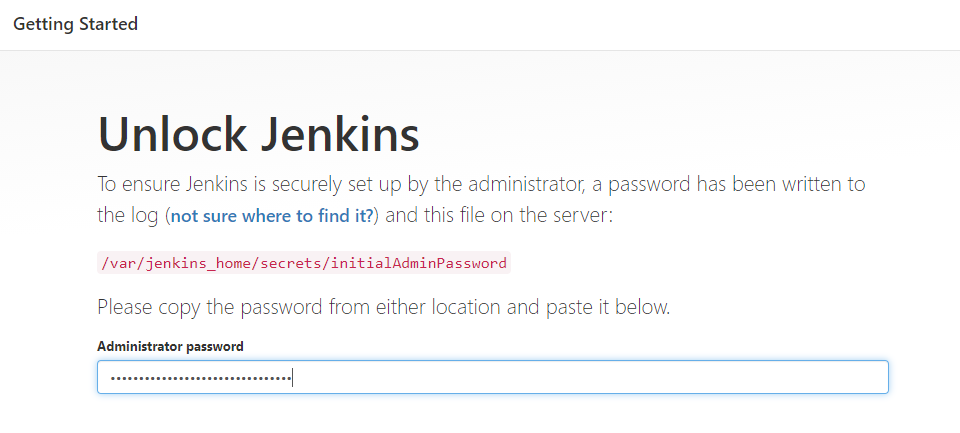 Getting Started
Unlock Jenkins
To ensure Jenkins is securely set up by the administrator, a password has been written to
the log (not sure where to find it?) and this file on the server:
/var/jenkins_home/secrets/initialAdminPassword
Please copy the password from either location and paste it below.
Administrator password
••••••••••••••••••••••••••••••••